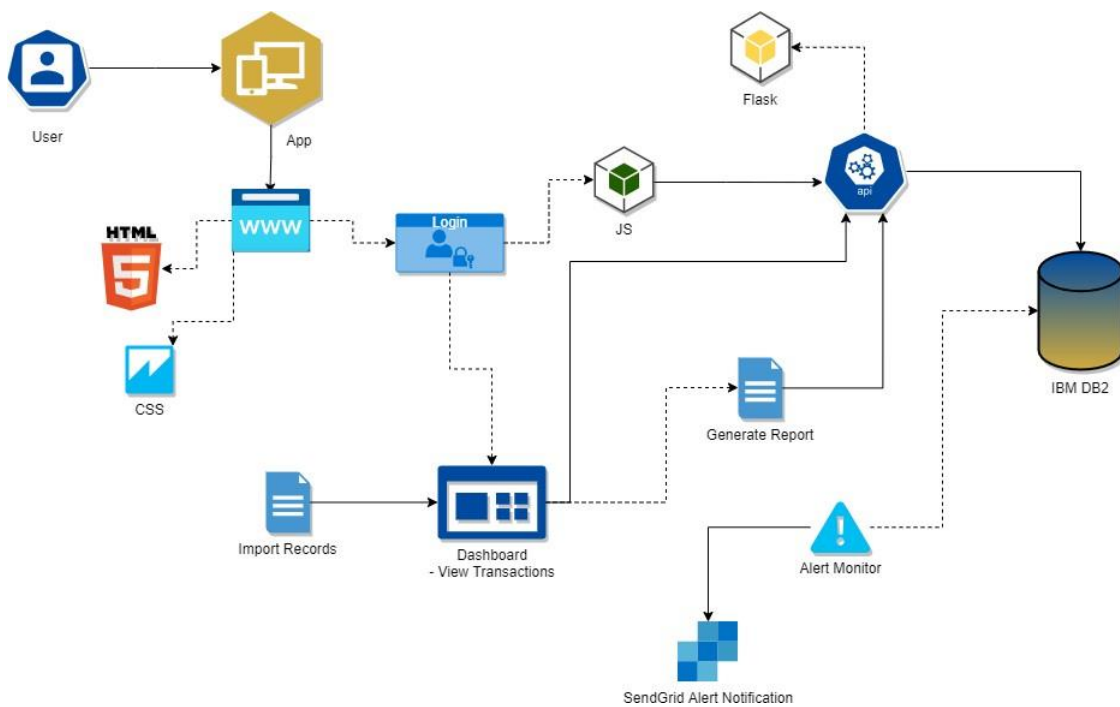 User
App
Flask
api
WWW
Login
JS
HTML
5
CSS
IBM DB2
Generate Report
Import Records
Dashboard
- View Transactions
Alert Monitor
SendGrid Alert Notification